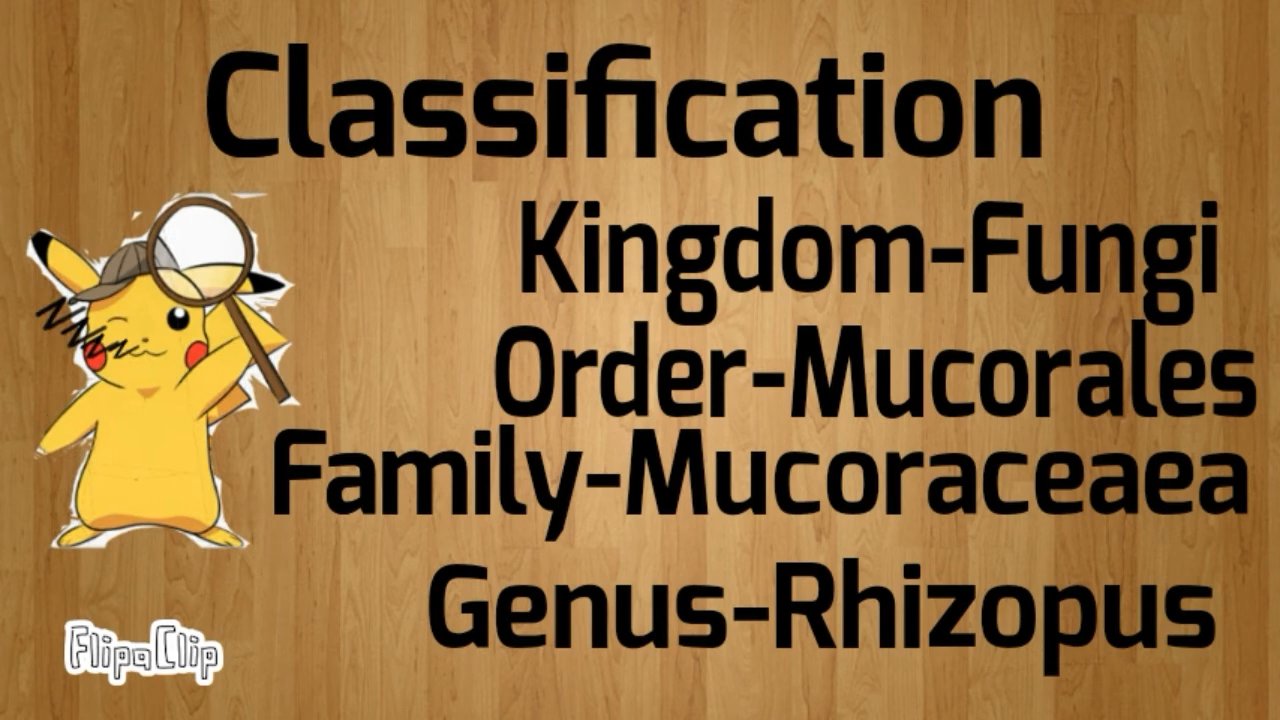 Classification
Kingdom-Fungi
Order-Mucorales
Family-Mucoraceaea
Genus-Rhizopus
FlipaClip